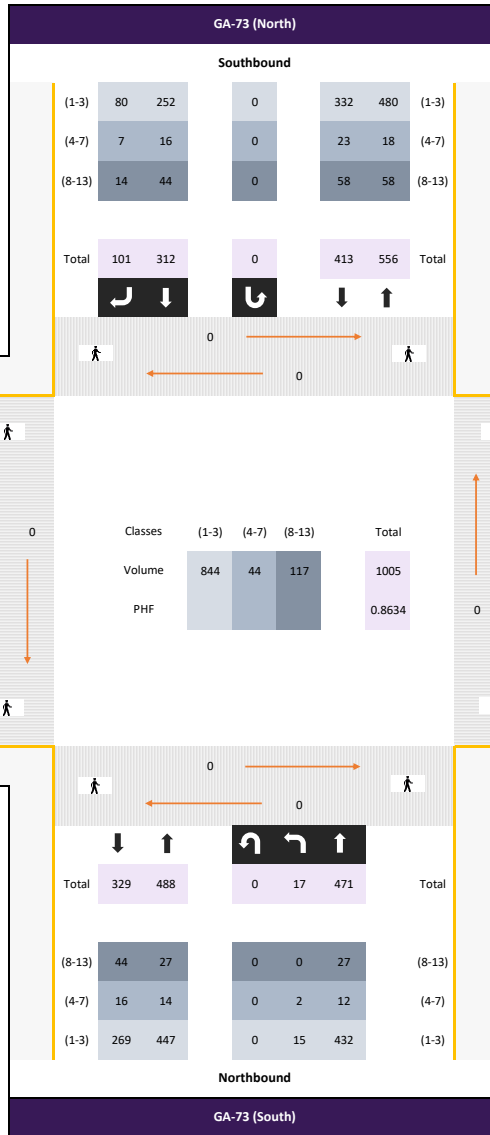 GA-73 (North)
Southbound
(1-3) 80 252 0 332 480 (1-3)
(4-7) 7 16 0 23 18 (4-7)
(8-13) 14 44 0 58 58 (8-13)
Total 101 312 0 413 556 Total
0
0
Classes (1-3) (4-7) (8-13) Total
0 Volume 844 44 117 1005
PHF 0.8634 0
0
0
Total 329 488 0 17 471 Total
(8-13) 44 27 0 0 27 (8-13)
(4-7) 16 14 0 2 12 (4-7)
(1-3) 269 447 0 15 432 (1-3)
Northbound
GA-73 (South)